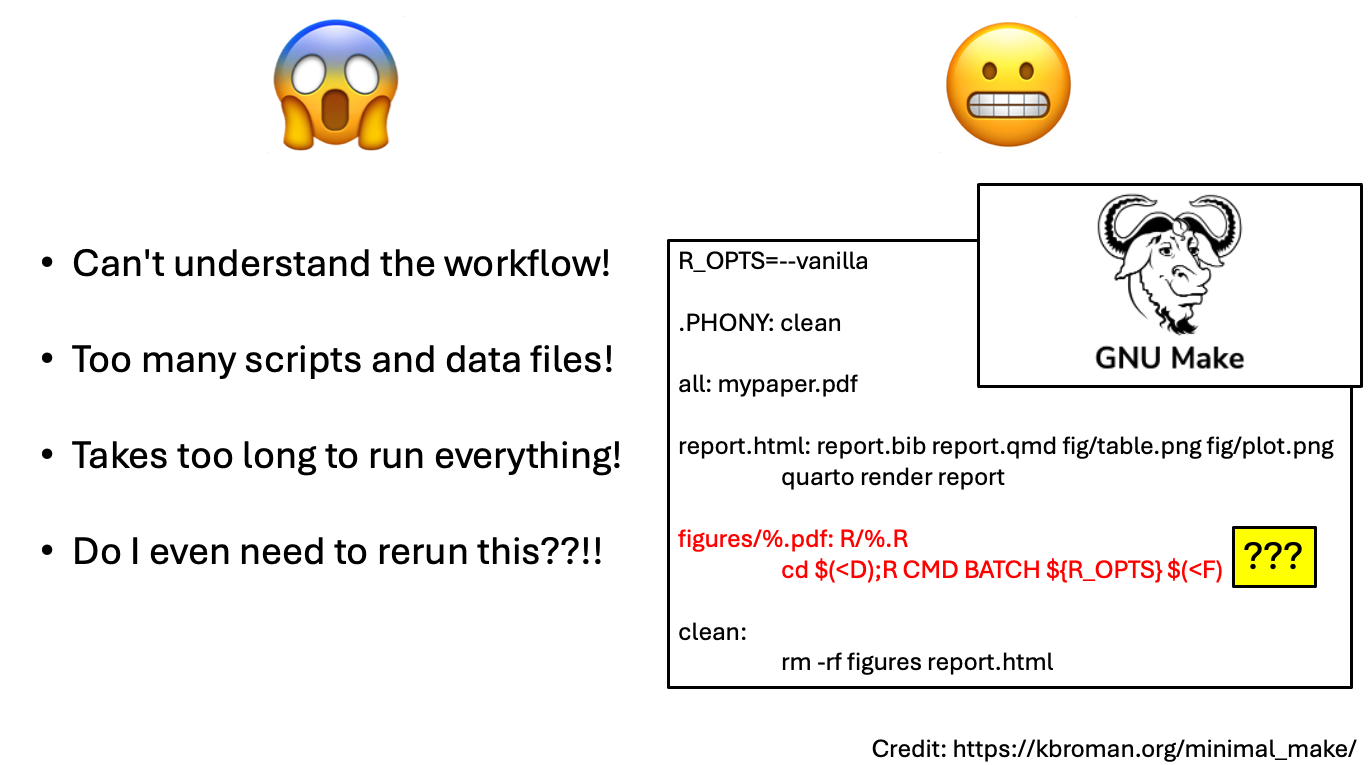 • Can't understand the workflow!
• Too many scripts and data files!
• Takes too long to run everything!
• Do I even need to rerun this??!!
GNU Make
R_OPTS=--vanilla
.PHONY: clean
all: mypaper.pdf
report.html: report.bib report.qmd fig/table.png fig/plot.png
quarto render report
figures/%.pdf: R/%.R
cd $(<D);R CMD BATCH ${R_OPTS} $(<F)
???
clean:
rm -rf figures report.html
Credit: https://kbroman.org/minimal_make/